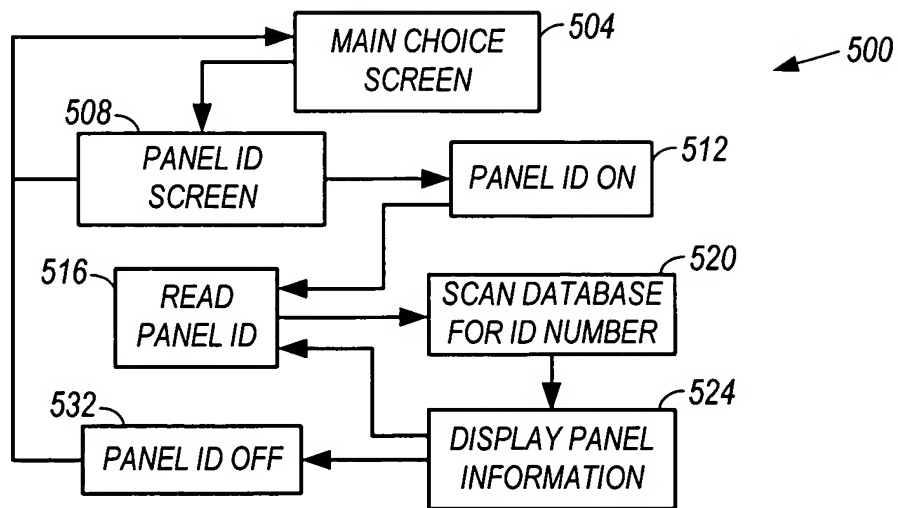 MAIN CHOICE
SCREEN
504
500
508
PANEL ID
SCREEN
PANEL ID ON
512
516
READ
PANEL ID
SCAN DATABASE
FOR ID NUMBER
520
532
PANEL ID OFF
DISPLAY PANEL
INFORMATION
524